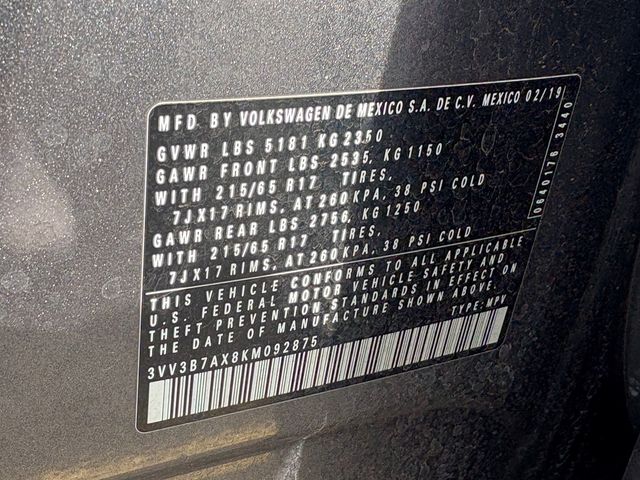 MFD. BY VOLKSWAGEN DE MEXICO S.A. DE C.V. MEXICO 02/19
GVWR LBS 5181 KG 2350
GAWR FRONT LBS 2535, KG 1150
WITH 215/65 R17 TIRES,
7JX17 RIMS, AT 260 KPA, 38 PSI COLD
GAWR REAR LBS 2756, KG 1250
WITH 215/65 R17 TIRES,
7JX17 RIMS, AT 260 KPA, 38 PSI COLD
THIS VEHICLE CONFORMS TO ALL APPLICABLE
U.S. FEDERAL MOTOR VEHICLE SAFETY AND
THEFT PREVENTION STANDARDS IN EFFECT ON
THE DATE OF MANUFACTURE SHOWN ABOVE.
3VV3B7AX8KM092875 TYPE: MPV
0640176 3440